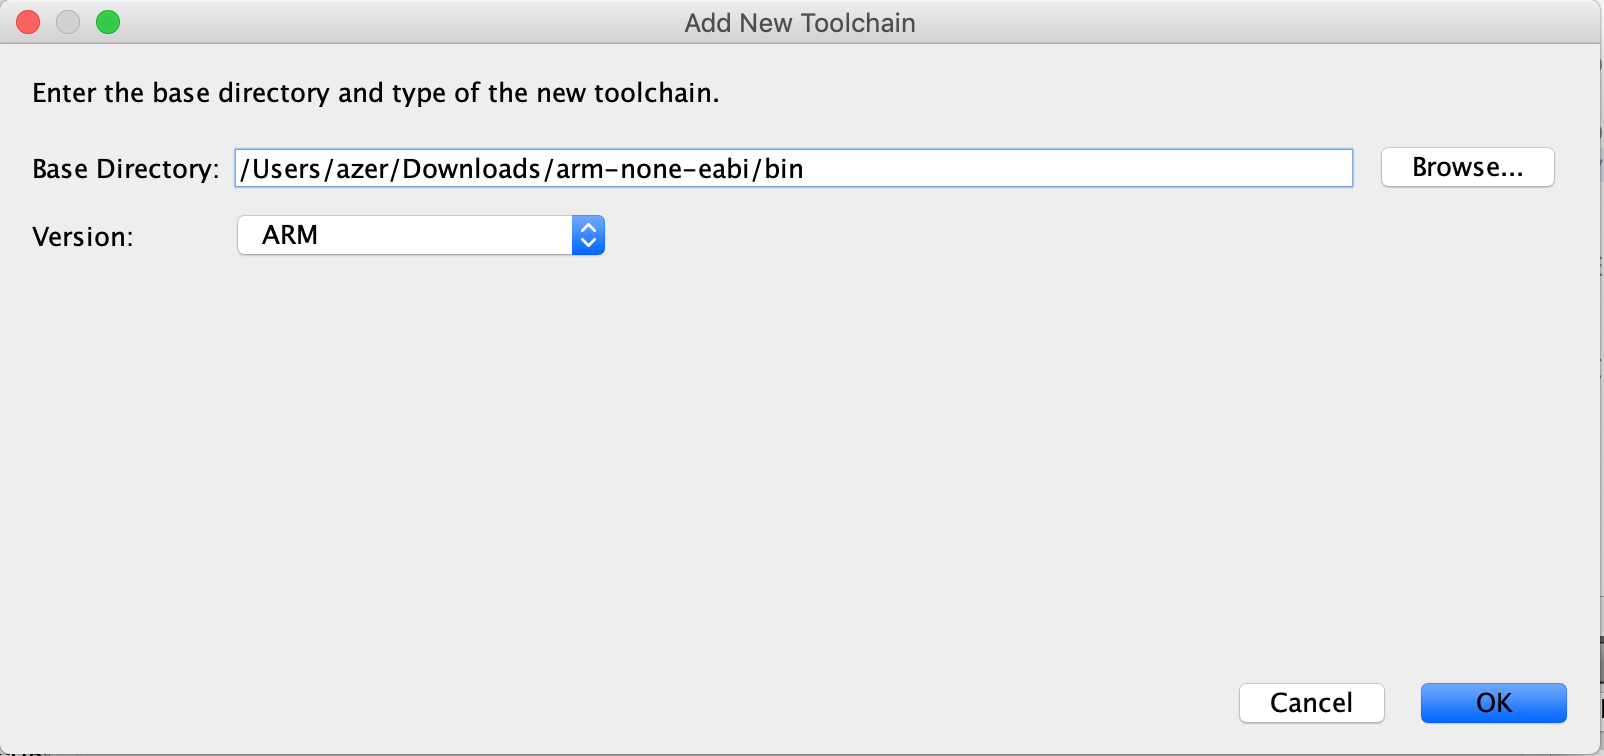 Add New Toolchain
Enter the base directory and type of the new toolchain.
Base Directory: /Users/azer/Downloads/arm-none-eabi/bin Browse...
Version: ARM
Cancel OK